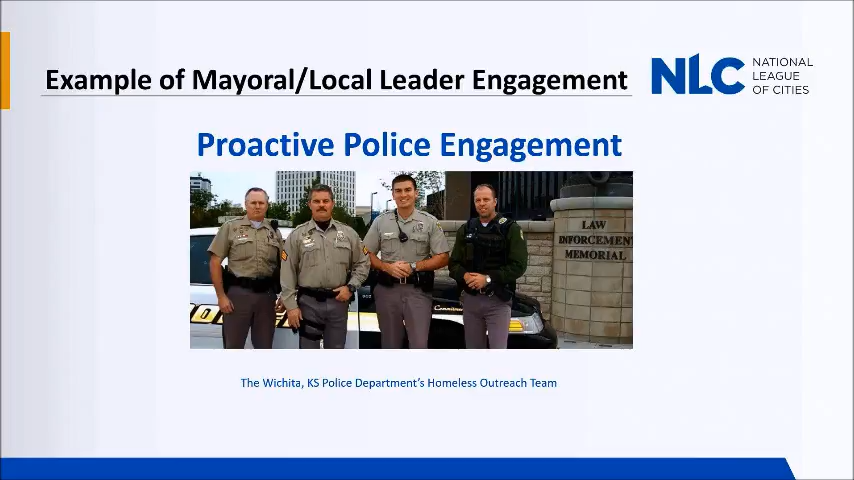 Example of Mayoral/Local Leader Engagement
NLC
NATIONAL
LEAGUE
OF CITIES
Proactive Police Engagement
LAW
ENFORCEMENT
MEMORIAL
The Wichita, KS Police Department's Homeless Outreach Team